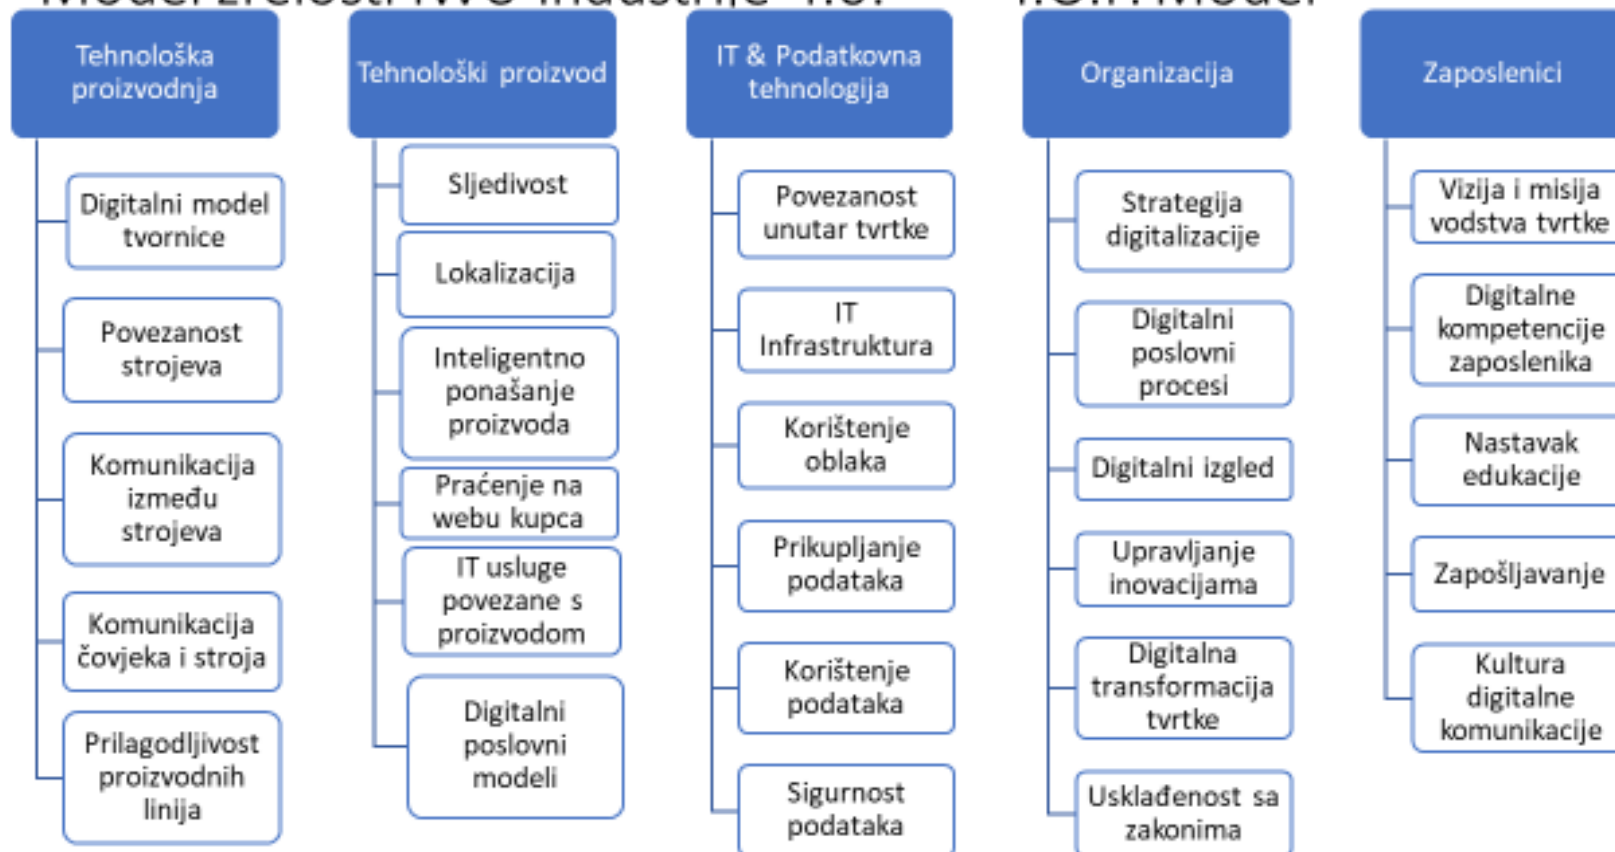 Tehnološka
proizvodnja
Digitalni model
tvornice
Povezanost
strojeva
Komunikacija
između
strojeva
Komunikacija
čovjeka i stroja
Prilagodljivost
proizvodnih
linija
Tehnološki proizvod
Sljedivost
Lokalizacija
Inteligentno
ponašanje
proizvoda
Praćenje na
webu kupca
IT usluge
povezane s
proizvodom
Digitalni
poslovni
modeli
IT & Podatkovna
tehnologija
Povezanost
unutar tvrtke
IT
Infrastruktura
Korištenje
oblaka
Prikupljanje
podataka
Korištenje
podataka
Sigurnost
podataka
Organizacija
Strategija
digitalizacije
Digitalni
poslovni
procesi
Digitalni izgled
Upravljanje
inovacijama
Digitalna
transformacija
tvrtke
Usklađenost sa
zakonima
Zaposlenici
Vizija i misija
vodstva tvrtke
Digitalne
kompetencije
zaposlenika
Nastavak
edukacije
Zapošljavanje
Kultura
digitalne
komunikacije